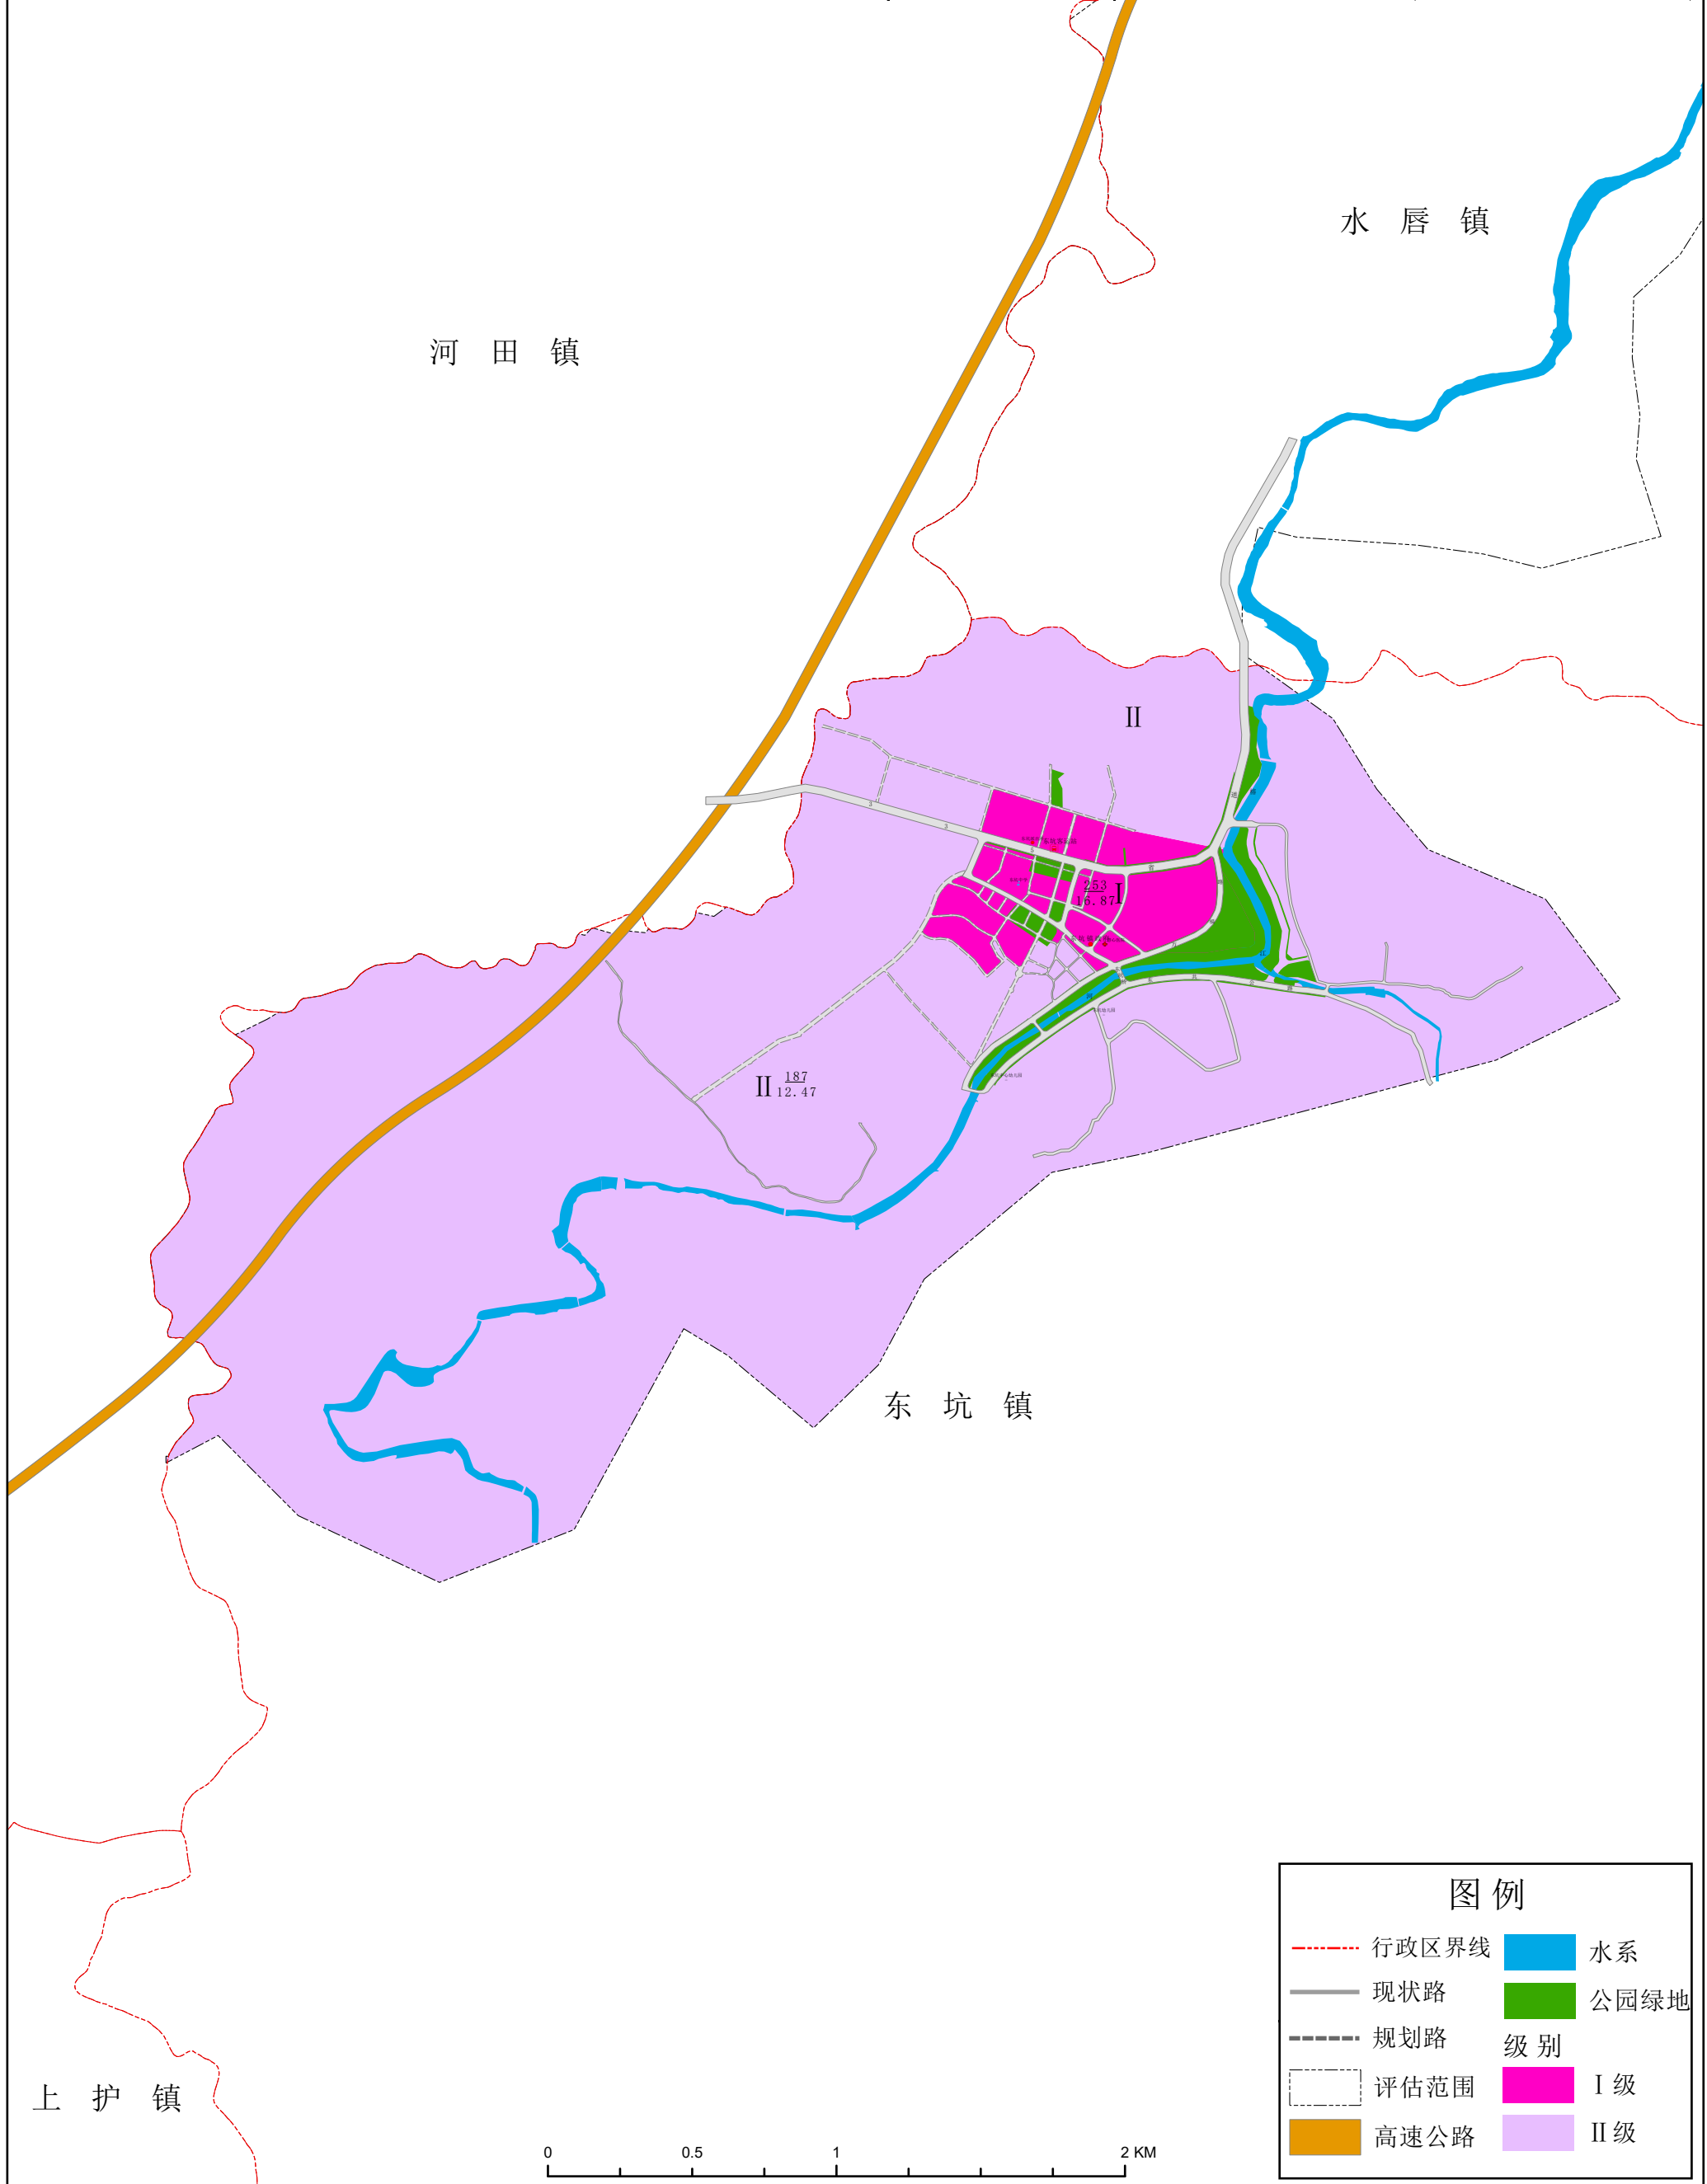 水唇镇
河田镇
II
253
16.87
I
II
187
12.47
东坑镇
上护镇
图例
行政区界线
水系
现状路
公园绿地
规划路
级别
评估范围
I级
高速公路
II级
0 0.5 1 2 KM